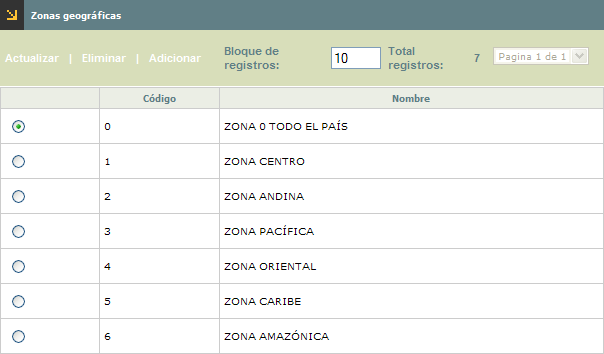 Zonas geográficas
Actualizar | Eliminar | Adicionar Bloque de registros: 10 Total registros: 7 Pagina 1 de 1
Código Nombre
0 ZONA 0 TODO EL PAÍS
1 ZONA CENTRO
2 ZONA ANDINA
3 ZONA PACÍFICA
4 ZONA ORIENTAL
5 ZONA CARIBE
6 ZONA AMAZÓNICA